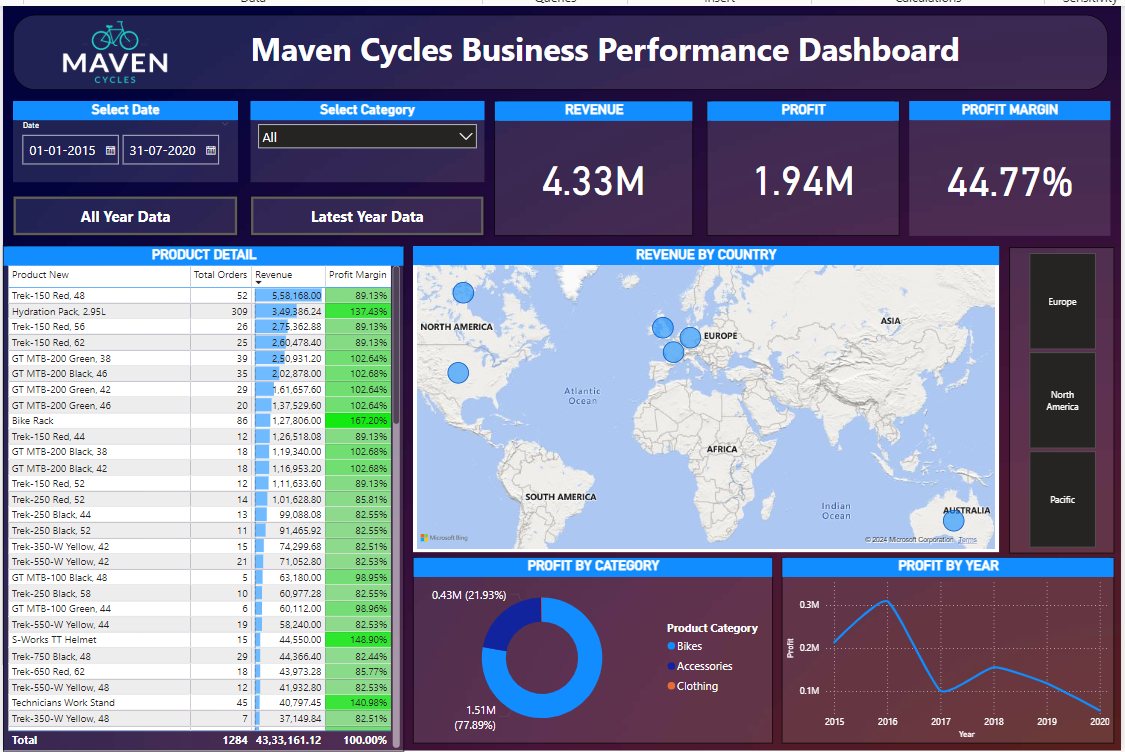 Data Queries Insert Calculations Sensitivity
MAVEN
CYCLES
Maven Cycles Business Performance Dashboard
Select Date
Date
01-01-2015 31-07-2020
Select Category
All
All Year Data
Latest Year Data
REVENUE
4.33M
PROFIT
1.94M
PROFIT MARGIN
44.77%
PRODUCT DETAIL
Product New Total Orders Revenue Profit Margin
Trek-150 Red, 48 52 5,58,168.00 89.13%
Hydration Pack, 2.95L 309 3,49,386.24 137.43%
Trek-150 Red, 56 26 2,75,362.88 89.13%
Trek-150 Red, 62 25 2,60,478.40 89.13%
GT MTB-200 Green, 38 39 2,50,931.20 102.64%
GT MTB-200 Black, 46 35 2,02,878.00 102.68%
GT MTB-200 Green, 42 29 1,61,657.60 102.64%
GT MTB-200 Green, 46 20 1,37,529.60 102.64%
Bike Rack 86 1,27,806.00 167.20%
Trek-150 Red, 44 12 1,26,518.08 89.13%
GT MTB-200 Black, 38 18 1,19,340.00 102.68%
GT MTB-200 Black, 42 18 1,16,953.20 102.68%
Trek-150 Red, 52 12 1,11,633.60 89.13%
Trek-250 Red, 52 14 1,01,628.80 85.81%
Trek-250 Black, 44 13 99,088.08 82.55%
Trek-250 Black, 52 11 91,465.92 82.55%
Trek-350-W Yellow, 42 15 74,299.68 82.51%
Trek-550-W Yellow, 42 21 71,052.80 82.53%
GT MTB-100 Black, 48 5 63,180.00 98.95%
Trek-250 Black, 58 10 60,977.28 82.55%
GT MTB-100 Green, 44 6 60,112.00 98.96%
Trek-550-W Yellow, 44 19 58,240.00 82.53%
S-Works TT Helmet 15 44,550.00 148.90%
Trek-750 Black, 48 29 44,366.40 82.44%
Trek-650 Red, 62 18 43,973.28 85.77%
Trek-550-W Yellow, 48 12 41,932.80 82.53%
Technicians Work Stand 45 40,797.45 140.98%
Trek-350-W Yellow, 48 7 37,149.84 82.51%
Total 1284 43,33,161.12 100.00%
REVENUE BY COUNTRY
NORTH AMERICA
EUROPE
ASIA
Atlantic
Ocean
AFRICA
SOUTH AMERICA
Indian
Ocean
AUSTRALIA
Microsoft Bing
© 2024 Microsoft Corporation Terms
Europe
North
America
Pacific
PROFIT BY CATEGORY
0.43M (21.93%)
1.51M
(77.89%)
Product Category
Bikes
Accessories
Clothing
PROFIT BY YEAR
0.3M
0.2M
0.1M
Profit
2015 2016 2017 2018 2019 2020
Year